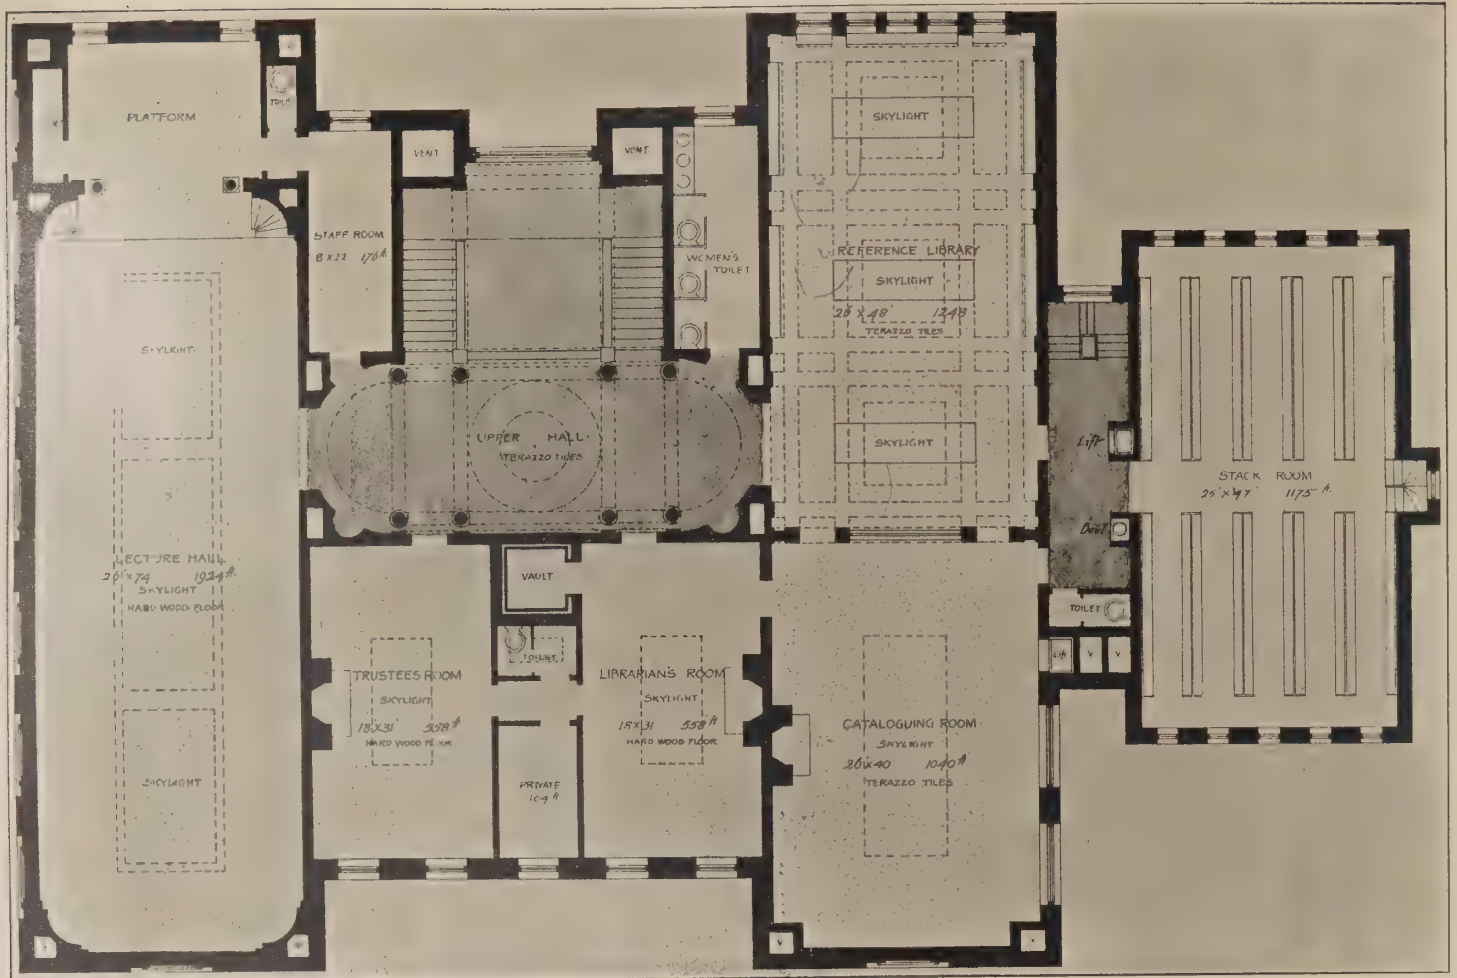 PLATFORM
TOILET
STAFF ROOM
8 X 22 176 ft.
VENT
VENT
WOMEN'S
TOILET
SKYLIGHT
REFERENCE LIBRARY
SKYLIGHT
26' X 48' 1248
TERAZZO TILES
SKYLIGHT
SKYLIGHT
UPPER HALL
TERAZZO TILES
LECTURE HALL
26' X 74 1924 ft.
SKYLIGHT
HARD WOOD FLOOR
SKYLIGHT
VAULT
TOILET
TRUSTEES ROOM
SKYLIGHT
18 X 31' 558 ft
HARD WOOD FLOOR
PRIVATE
104 ft
LIBRARIAN'S ROOM
SKYLIGHT
18 X 31 558 ft
HARD WOOD FLOOR
CATALOGUING ROOM
SKYLIGHT
26 X 40 1040 ft
TERAZZO TILES
Lift
STACK ROOM
25' X 47' 1175 ft.
TOILET
Lift
V
V
V
V
V
V